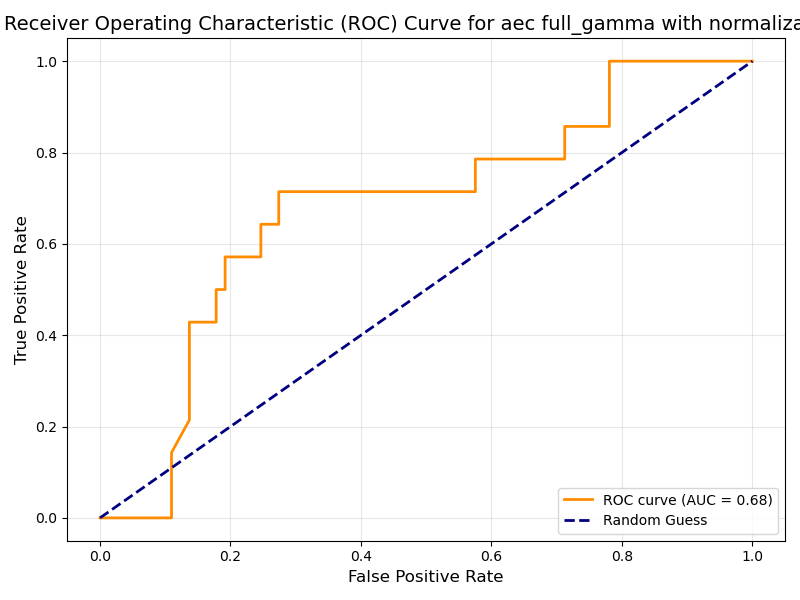 Receiver Operating Characteristic (ROC) Curve for aec full_gamma with normaliza
True Positive Rate
1.0
0.8
0.6
0.4
0.2
0.0
ROC curve (AUC = 0.68)
Random Guess
0.0 0.2 0.4 0.6 0.8 1.0
False Positive Rate